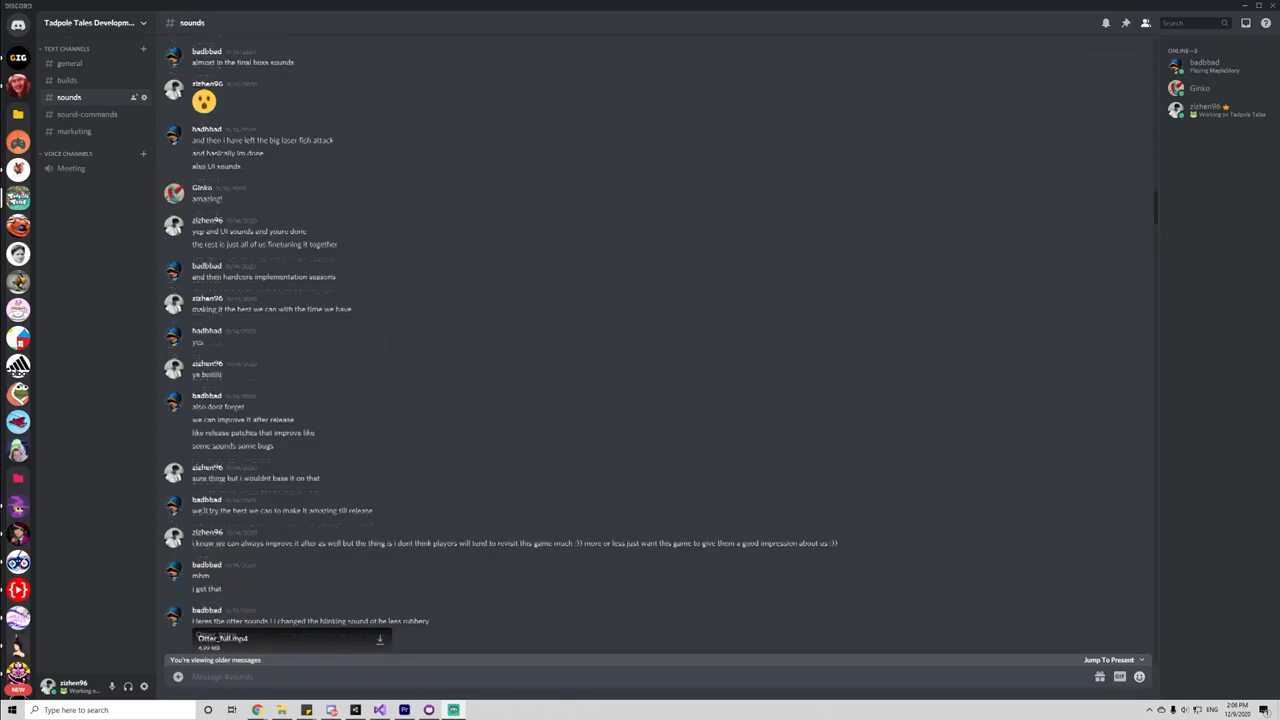 DISCORD
Tadpole Tales Developm...
# sounds
Search
TEXT CHANNELS
# general
# builds
# sounds
# sound-commands
# marketing
VOICE CHANNELS
Meeting
GIG
NEW
badbbad
almost in the final boss sounds
zizhen96
badbbad
and then i have left the big laser fish attack
and basically im done
also UI sounds
Ginko
amazing!
zizhen96
yep and UI sounds and youre done
the rest is just all of us finetuning it together
badbbad
and then hardcore implementation seasons
zizhen96
making it the best we can with the time we have
badbbad
yes
zizhen96
badbbad
also dont forget
we can improve it after release
like release patches that improve like
some sounds some bugs
zizhen96
sure thing but i wouldnt base it on that
badbbad
we;ll try the best we can to make it amazing till release
zizhen96
i know we can always improve it after as well but the thing is i dont think players will tend to revisit this game much :)) more or less just want this game to give them a good impression about us :))
badbbad
mhm
i get that
badbbad
the otter sounds ! i changed the blinking sound ot be less rubbery
Otter_full.mp4
4.99 MB
You're viewing older messages
Jump To Present
Message #sounds
GIF
ONLINE—3
badbbad
Playing MapleStory
Ginko
zizhen96
Working on Tadpole Tales
zizhen96
Working o...
Type here to search
ENG
2:06 PM
12/9/2020